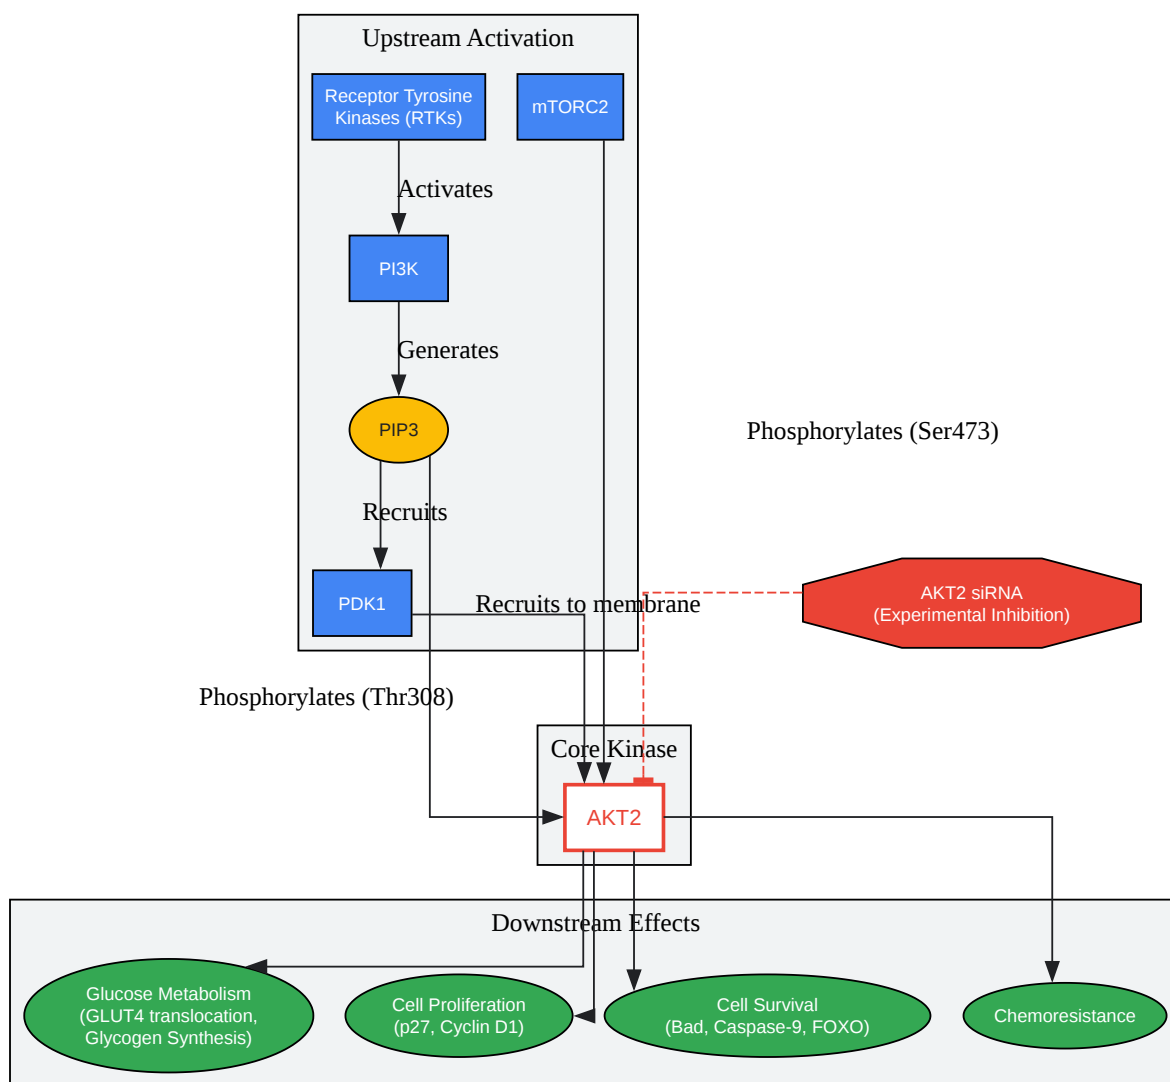 Upstream Activation
Receptor Tyrosine
Kinases (RTKs)
mTORC2
Activates
PI3K
Generates
PIP3
Phosphorylates (Ser473)
Recruits
PDK1
Recruits to membrane
AKT2 siRNA
(Experimental Inhibition)
Phosphorylates (Thr308)
Core Kinase
AKT2
Downstream Effects
Glucose Metabolism
(GLUT4 translocation,
Glycogen Synthesis)
Cell Proliferation
(p27, Cyclin D1)
Cell Survival
(Bad, Caspase-9, FOXO)
Chemoresistance